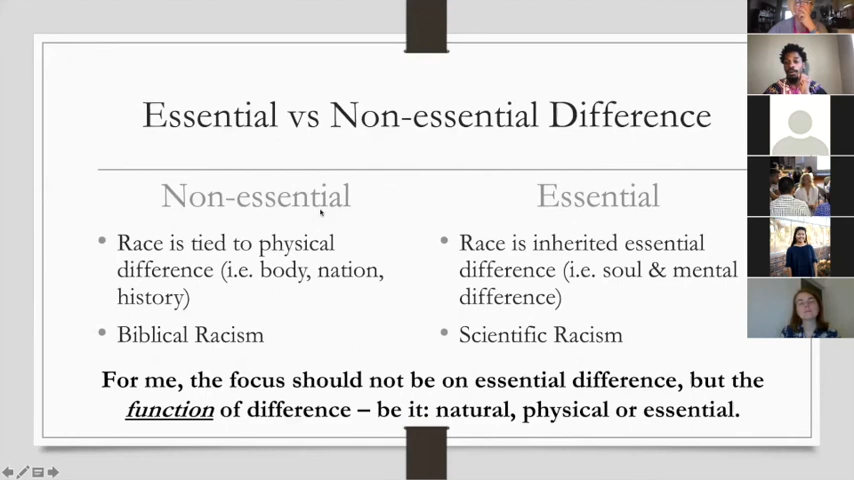 Essential vs Non-essential Difference
Non-essential
• Race is tied to physical
difference (i.e. body, nation,
history)
• Biblical Racism
Essential
• Race is inherited essential
difference (i.e. soul & mental
difference)
• Scientific Racism
For me, the focus should not be on essential difference, but the
function of difference – be it: natural, physical or essential.